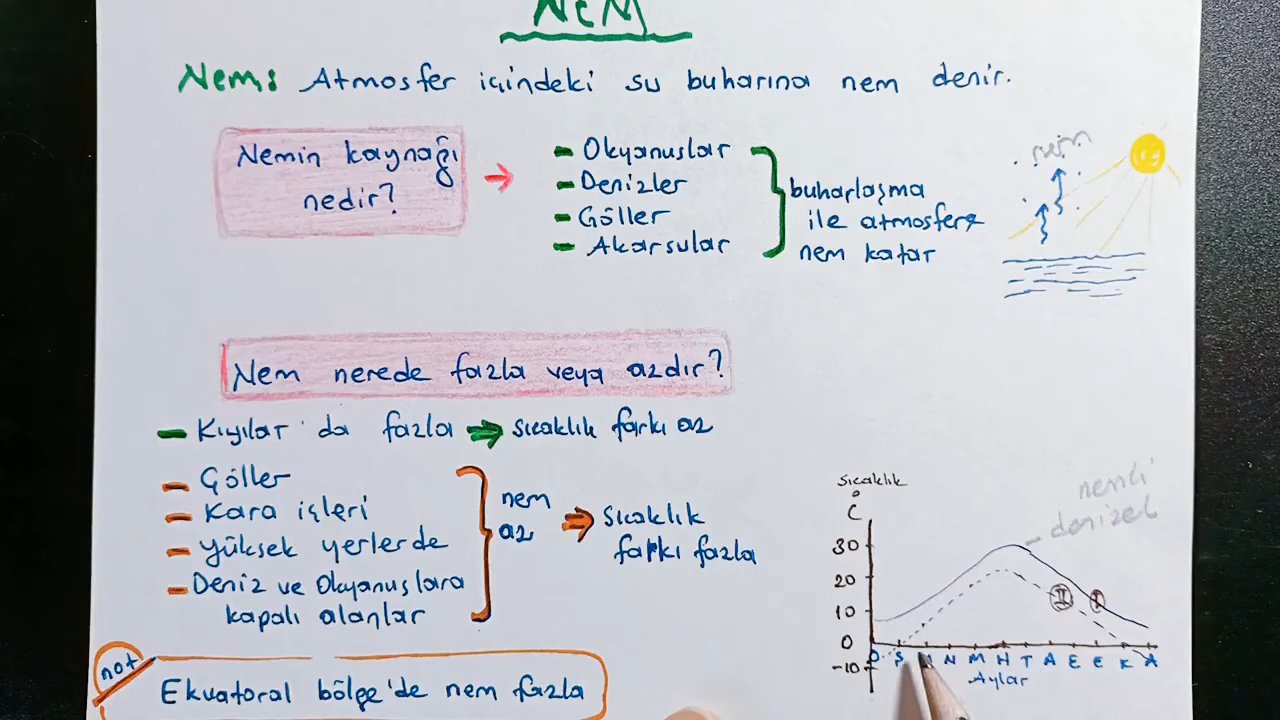 NEM
Nem: Atmosfer içindeki su buharına nem denir.
Nemin kaynağı
nedir?
- Okyanuslar
- Denizler
- Göller
- Akarsular
buharlaşma
ile atmosfere
nem katar
nem
Nem nerede fazla veya azdır?
- Kıyılar'da fazla → sıcaklık farkı az
- Göller
- Kara içleri
- Yüksek yerlerde
- Deniz ve Okyanuslara
kapalı alanlar
nem
az
Sıcaklık
farkı fazla
Sıcaklık
°C
30
20
10
0
-10
nemli
denizel
II
I
O Ş N M H T A E E K A
Aylar
not
Ekvatoral bölge'de nem fazla